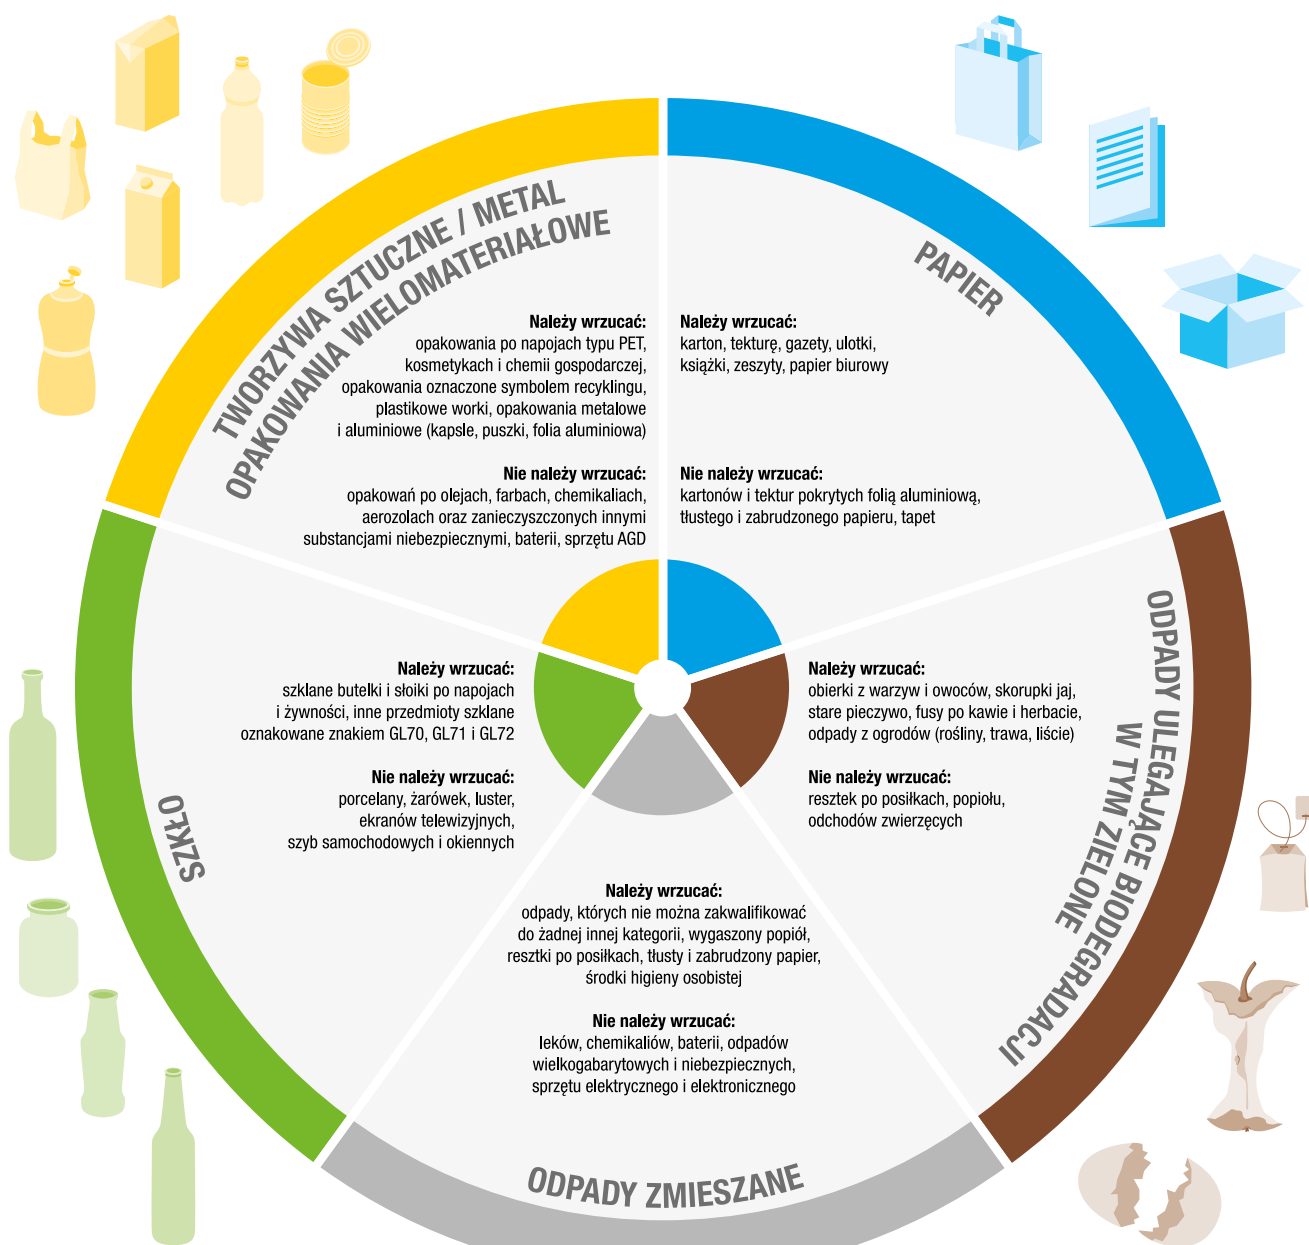 TWORZYWA SZTUCZNE / METAL
OPAKOWANIA WIELOMATERIAŁOWE
Należy wrzucać:
opakowania po napojach typu PET,
kosmetykach i chemii gospodarczej,
opakowania oznaczone symbolem recyklingu,
plastikowe worki, opakowania metalowe
i aluminiowe (kapsle, puszki, folia aluminiowa)
Nie należy wrzucać:
opakowań po olejach, farbach, chemikaliach,
aerozolach oraz zanieczyszczonych innymi
substancjami niebezpiecznymi, baterii, sprzętu AGD
PAPIER
Należy wrzucać:
karton, tekturę, gazety, ulotki,
książki, zeszyty, papier biurowy
Nie należy wrzucać:
kartonów i tektur pokrytych folią aluminiową,
tłustego i zabrudzonego papieru, tapet
SZKŁO
Należy wrzucać:
szklane butelki i słoiki po napojach
i żywności, inne przedmioty szklane
oznakowane znakiem GL70, GL71 i GL72
Nie należy wrzucać:
porcelany, żarówek, luster,
ekranów telewizyjnych,
szyb samochodowych i okiennych
ODPADY ULEGAJĄCE BIODEGRADACJI
W TYM ZIELONE
Należy wrzucać:
obierki z warzyw i owoców, skorupki jaj,
stare pieczywo, fusy po kawie i herbacie,
odpady z ogrodów (rośliny, trawa, liście)
Nie należy wrzucać:
resztek po posiłkach, popiołu,
odchodów zwierzęcych
Należy wrzucać:
odpady, których nie można zakwalifikować
do żadnej innej kategorii, wygaszony popiół,
resztki po posiłkach, tłusty i zabrudzony papier,
środki higieny osobistej
Nie należy wrzucać:
leków, chemikaliów, baterii, odpadów
wielkogabarytowych i niebezpiecznych,
sprzętu elektrycznego i elektronicznego
ODPADY ZMIESZANE